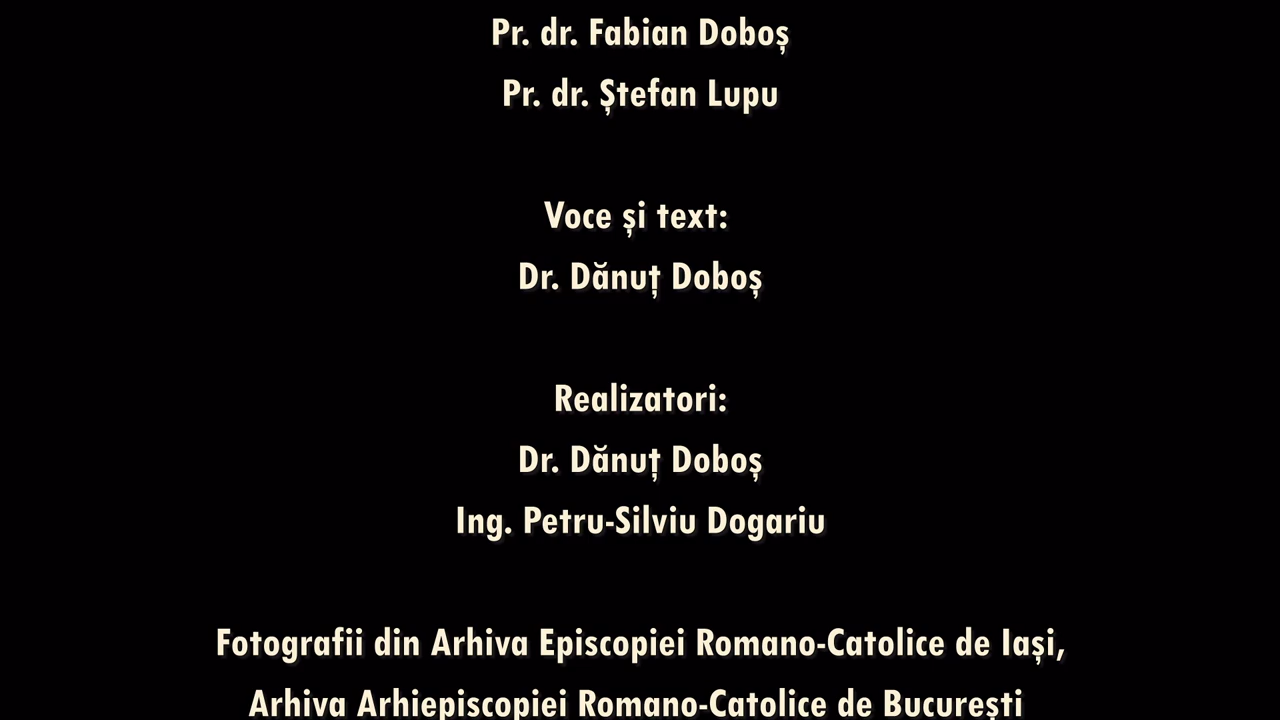 Pr. dr. Fabian Doboș
Pr. dr. Ștefan Lupu
Voce și text:
Dr. Dănuț Doboș
Realizatori:
Dr. Dănuț Doboș
Ing. Petru-Silviu Dogariu
Fotografii din Arhiva Episcopiei Romano-Catolice de Iași,
Arhiva Arhiepiscopiei Romano-Catolice de București